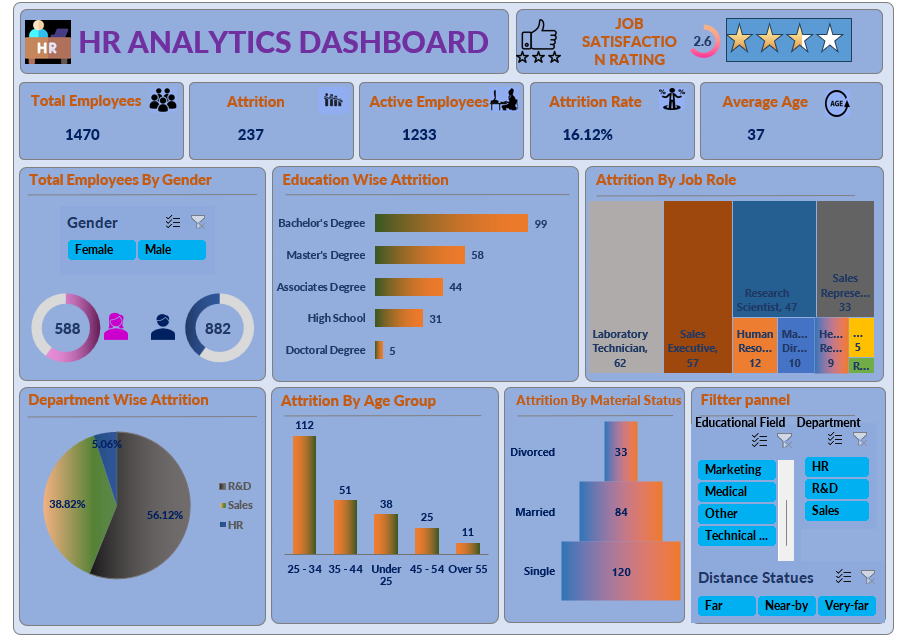 HR
HR ANALYTICS DASHBOARD
JOB
SATISFACTIO
N RATING
2.6
Total Employees
1470
Attrition
237
Active Employees
1233
Attrition Rate
16.12%
Average Age
AGE
37
Total Employees By Gender
Gender
Female
Male
588
882
Education Wise Attrition
Bachelor's Degree
99
Master's Degree
58
Associates Degree
44
High School
31
Doctoral Degree
5
Attrition By Job Role
Laboratory
Technician,
62
Sales
Executive,
57
Research
Scientist, 47
Sales
Represe...
33
Human
Reso...
12
Ma...
Dir...
10
He...
Re...
9
...
5
R...
Department Wise Attrition
5.06%
38.82%
56.12%
R&D
Sales
HR
Attrition By Age Group
112
51
38
25
11
25 - 34
35 - 44
Under
25
45 - 54
Over 55
Attrition By Material Status
Divorced
33
Married
84
Single
120
Filtter pannel
Educational Field
Marketing
Medical
Other
Technical ...
Department
HR
R&D
Sales
Distance Statues
Far
Near-by
Very-far